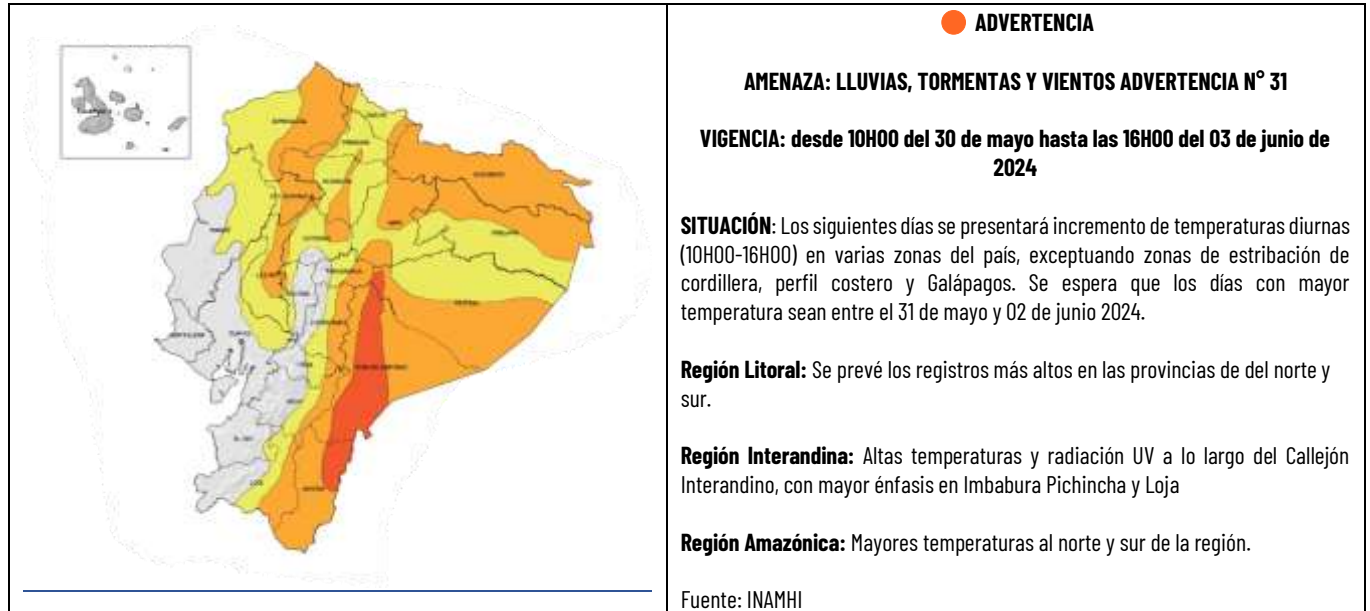 ADVERTENCIA
AMENAZA: LLUVIAS, TORMENTAS Y VIENTOS ADVERTENCIA N° 31
VIGENCIA: desde 10H00 del 30 de mayo hasta las 16H00 del 03 de junio de
2024
SITUACIÓN: Los siguientes días se presentará incremento de temperaturas diurnas
(10H00-16H00) en varias zonas del país, exceptuando zonas de estribación de
cordillera, perfil costero y Galápagos. Se espera que los días con mayor
temperatura sean entre el 31 de mayo y 02 de junio 2024.
Región Litoral: Se prevé los registros más altos en las provincias de del norte y
sur.
Región Interandina: Altas temperaturas y radiación UV a lo largo del Callejón
Interandino, con mayor énfasis en Imbabura Pichincha y Loja
Región Amazónica: Mayores temperaturas al norte y sur de la región.
Fuente: INAMHI